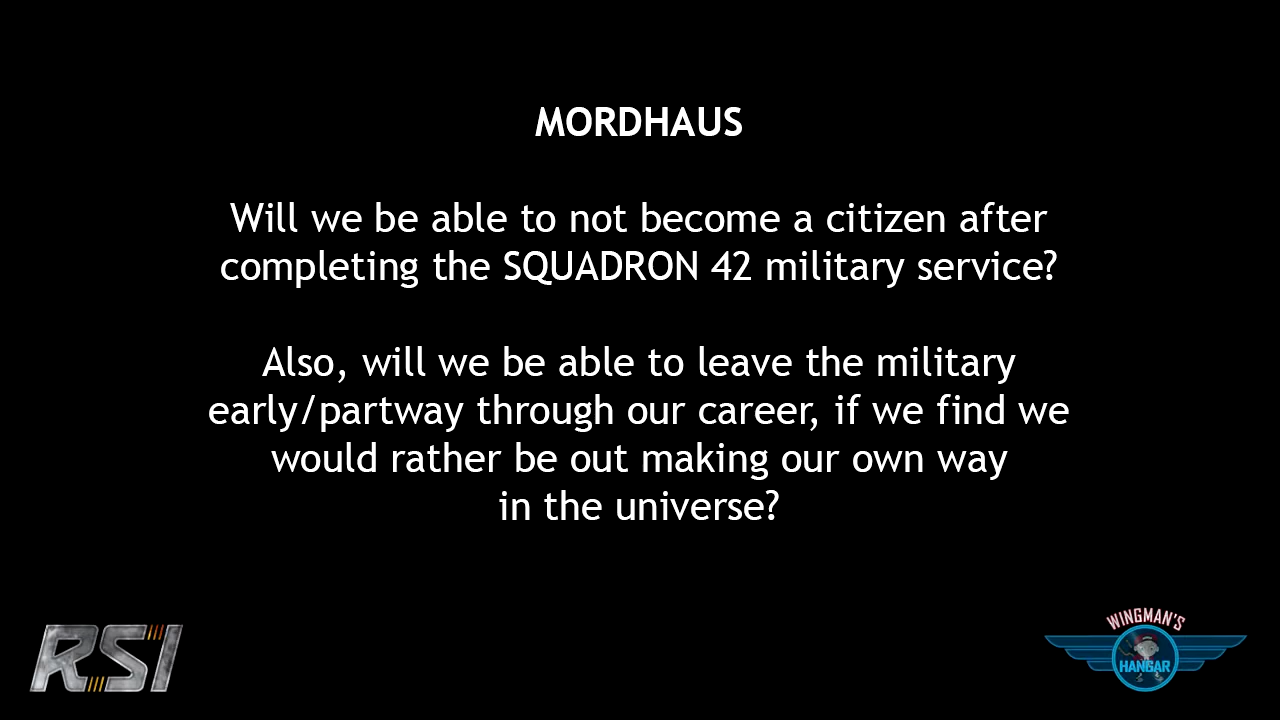 MORDHAUS
Will we be able to not become a citizen after
completing the SQUADRON 42 military service?
Also, will we be able to leave the military
early/partway through our career, if we find we
would rather be out making our own way
in the universe?
RSI
WINGMAN'S
HANGAR